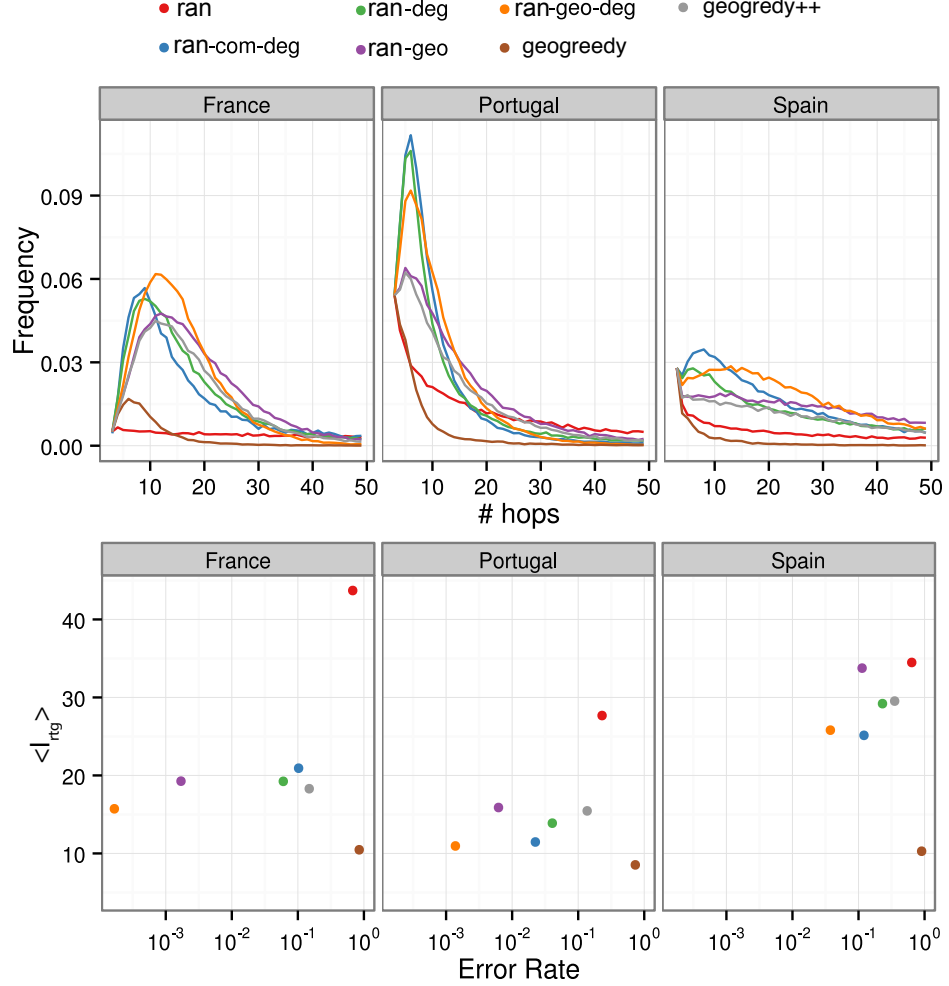 ran ran-deg ran-geo-deg geogredy++
ran-com-deg ran-geo geogreedy
France Portugal Spain
Frequency
0.09
0.06
0.03
0.00
10 20 30 40 50 10 20 30 40 50 10 20 30 40 50
# hops
France Portugal Spain
<l_rtg>
40
30
20
10
10^-3 10^-2 10^-1 10^0 10^-3 10^-2 10^-1 10^0 10^-3 10^-2 10^-1 10^0
Error Rate